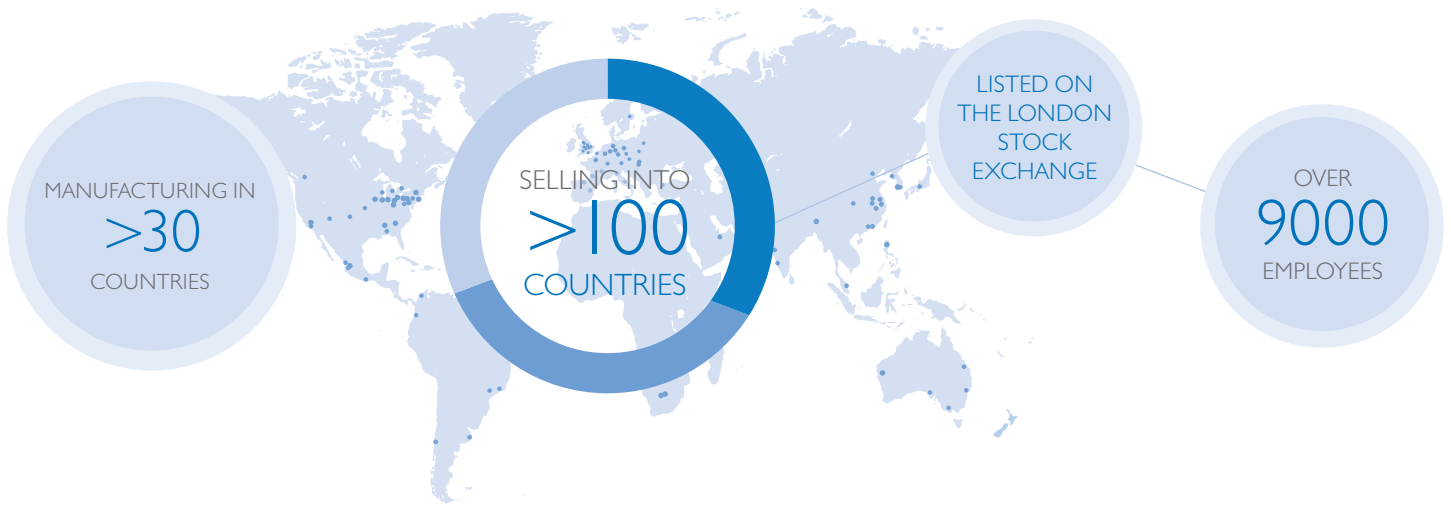 MANUFACTURING IN
>30
COUNTRIES
SELLING INTO
>100
COUNTRIES
LISTED ON
THE LONDON
STOCK
EXCHANGE
OVER
9000
EMPLOYEES